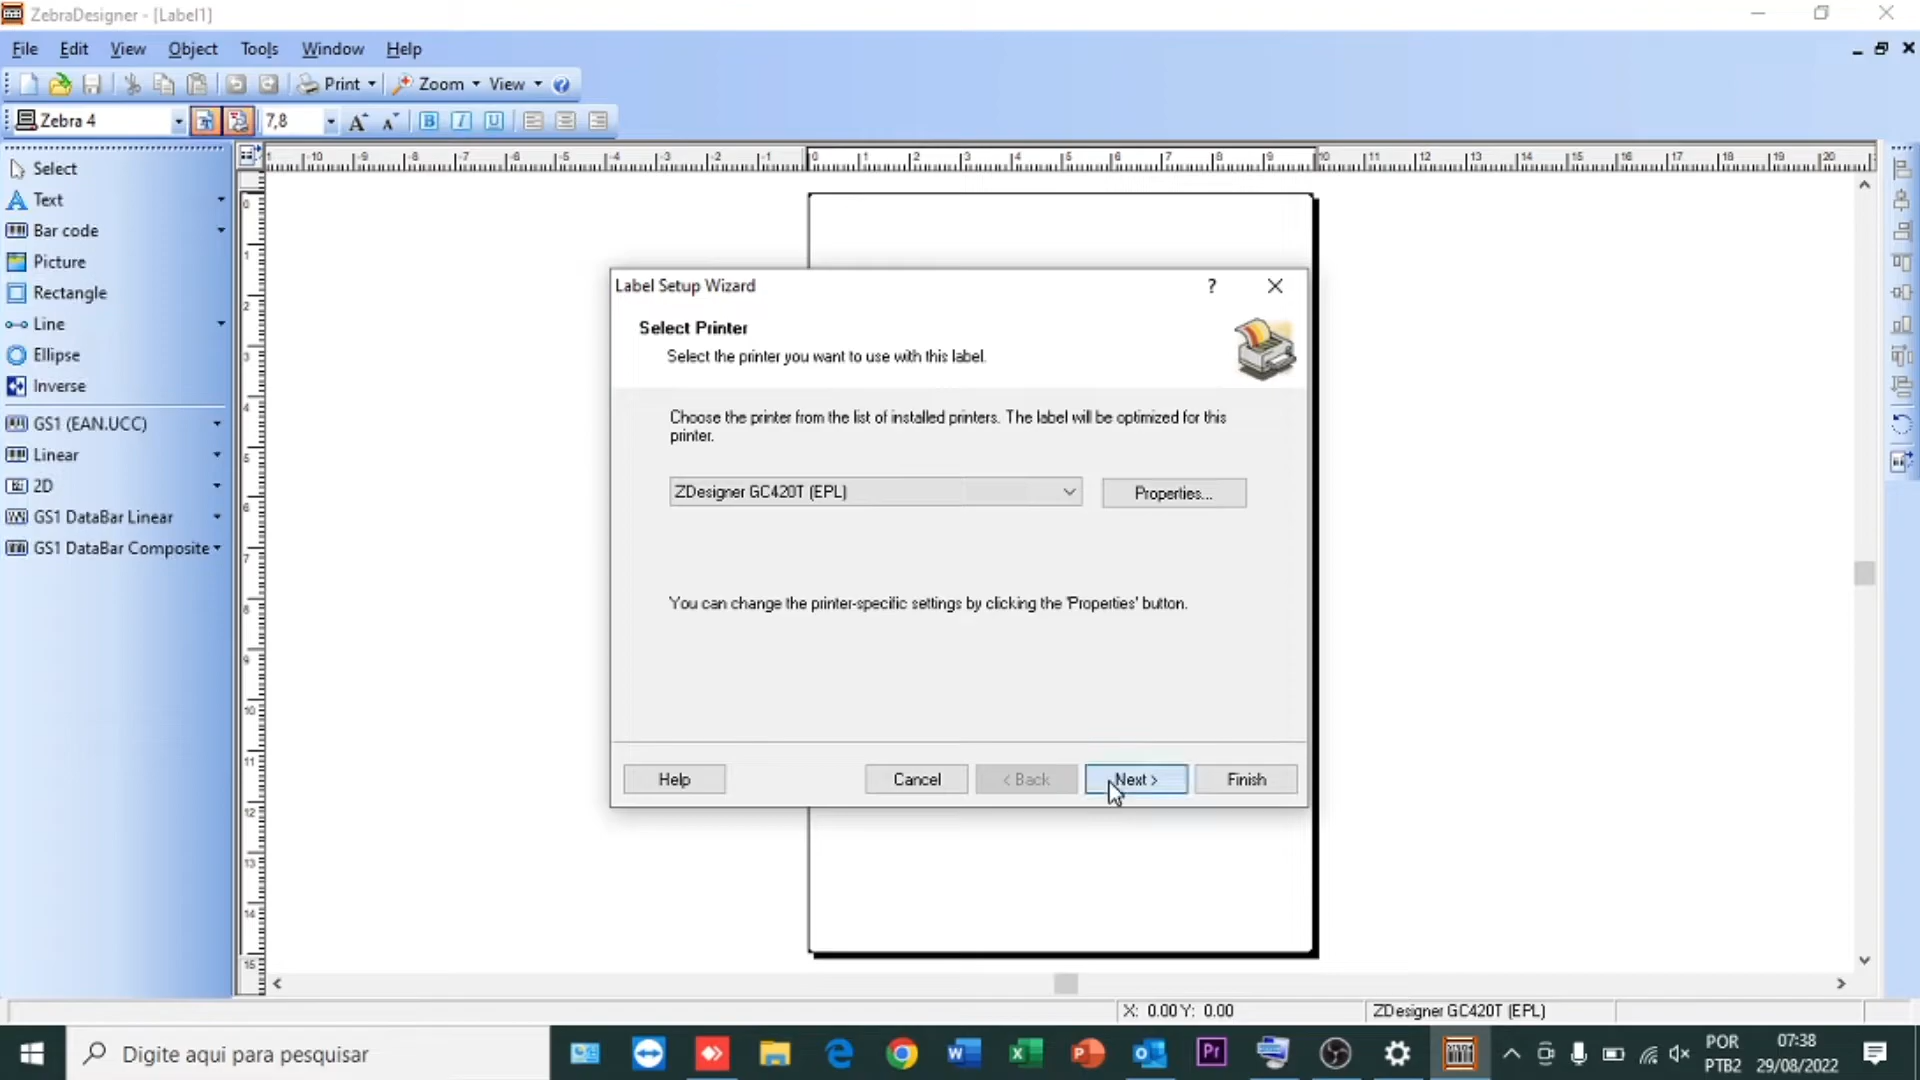 ZebraDesigner - [Label1]
File Edit View Object Tools Window Help
Print Zoom View
Zebra 4 7,8 B I U
Select
Text
Bar code
Picture
Rectangle
Line
Ellipse
Inverse
GS1 (EAN.UCC)
Linear
2D
GS1 DataBar Linear
GS1 DataBar Composite
Label Setup Wizard
Select Printer
Select the printer you want to use with this label.
Choose the printer from the list of installed printers. The label will be optimized for this
printer.
ZDesigner GC420T (EPL) Properties...
You can change the printer-specific settings by clicking the 'Properties' button.
Help Cancel < Back Next > Finish
X: 0.00 Y: 0.00 ZDesigner GC420T (EPL)
Digite aqui para pesquisar
POR 07:38
PTB2 29/08/2022